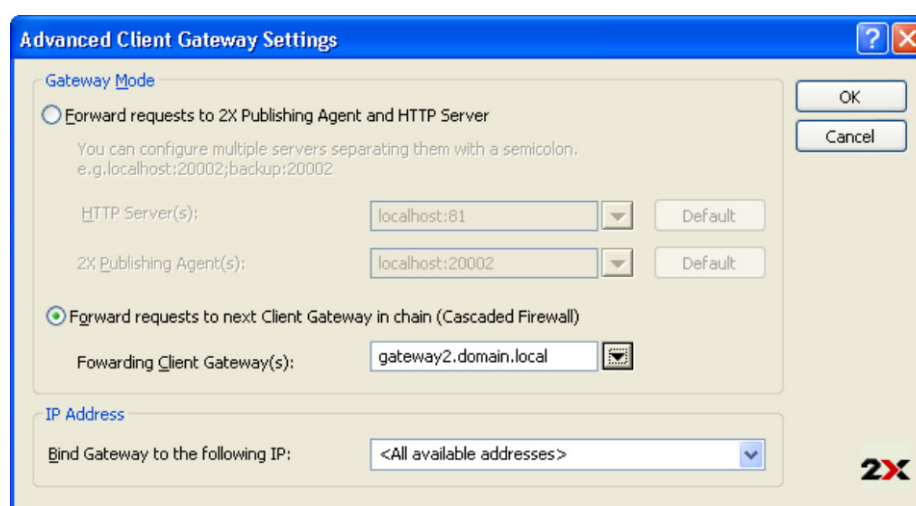 Advanced Client Gateway Settings
Gateway Mode
Forward requests to 2X Publishing Agent and HTTP Server
You can configure multiple servers separating them with a semicolon.
e.g.localhost:20002;backup:20002
HTTP Server(s): localhost:81 Default
2X Publishing Agent(s): localhost:20002 Default
Forward requests to next Client Gateway in chain (Cascaded Firewall)
Fowarding Client Gateway(s): gateway2.domain.local
IP Address
Bind Gateway to the following IP: <All available addresses>
OK
Cancel
2X